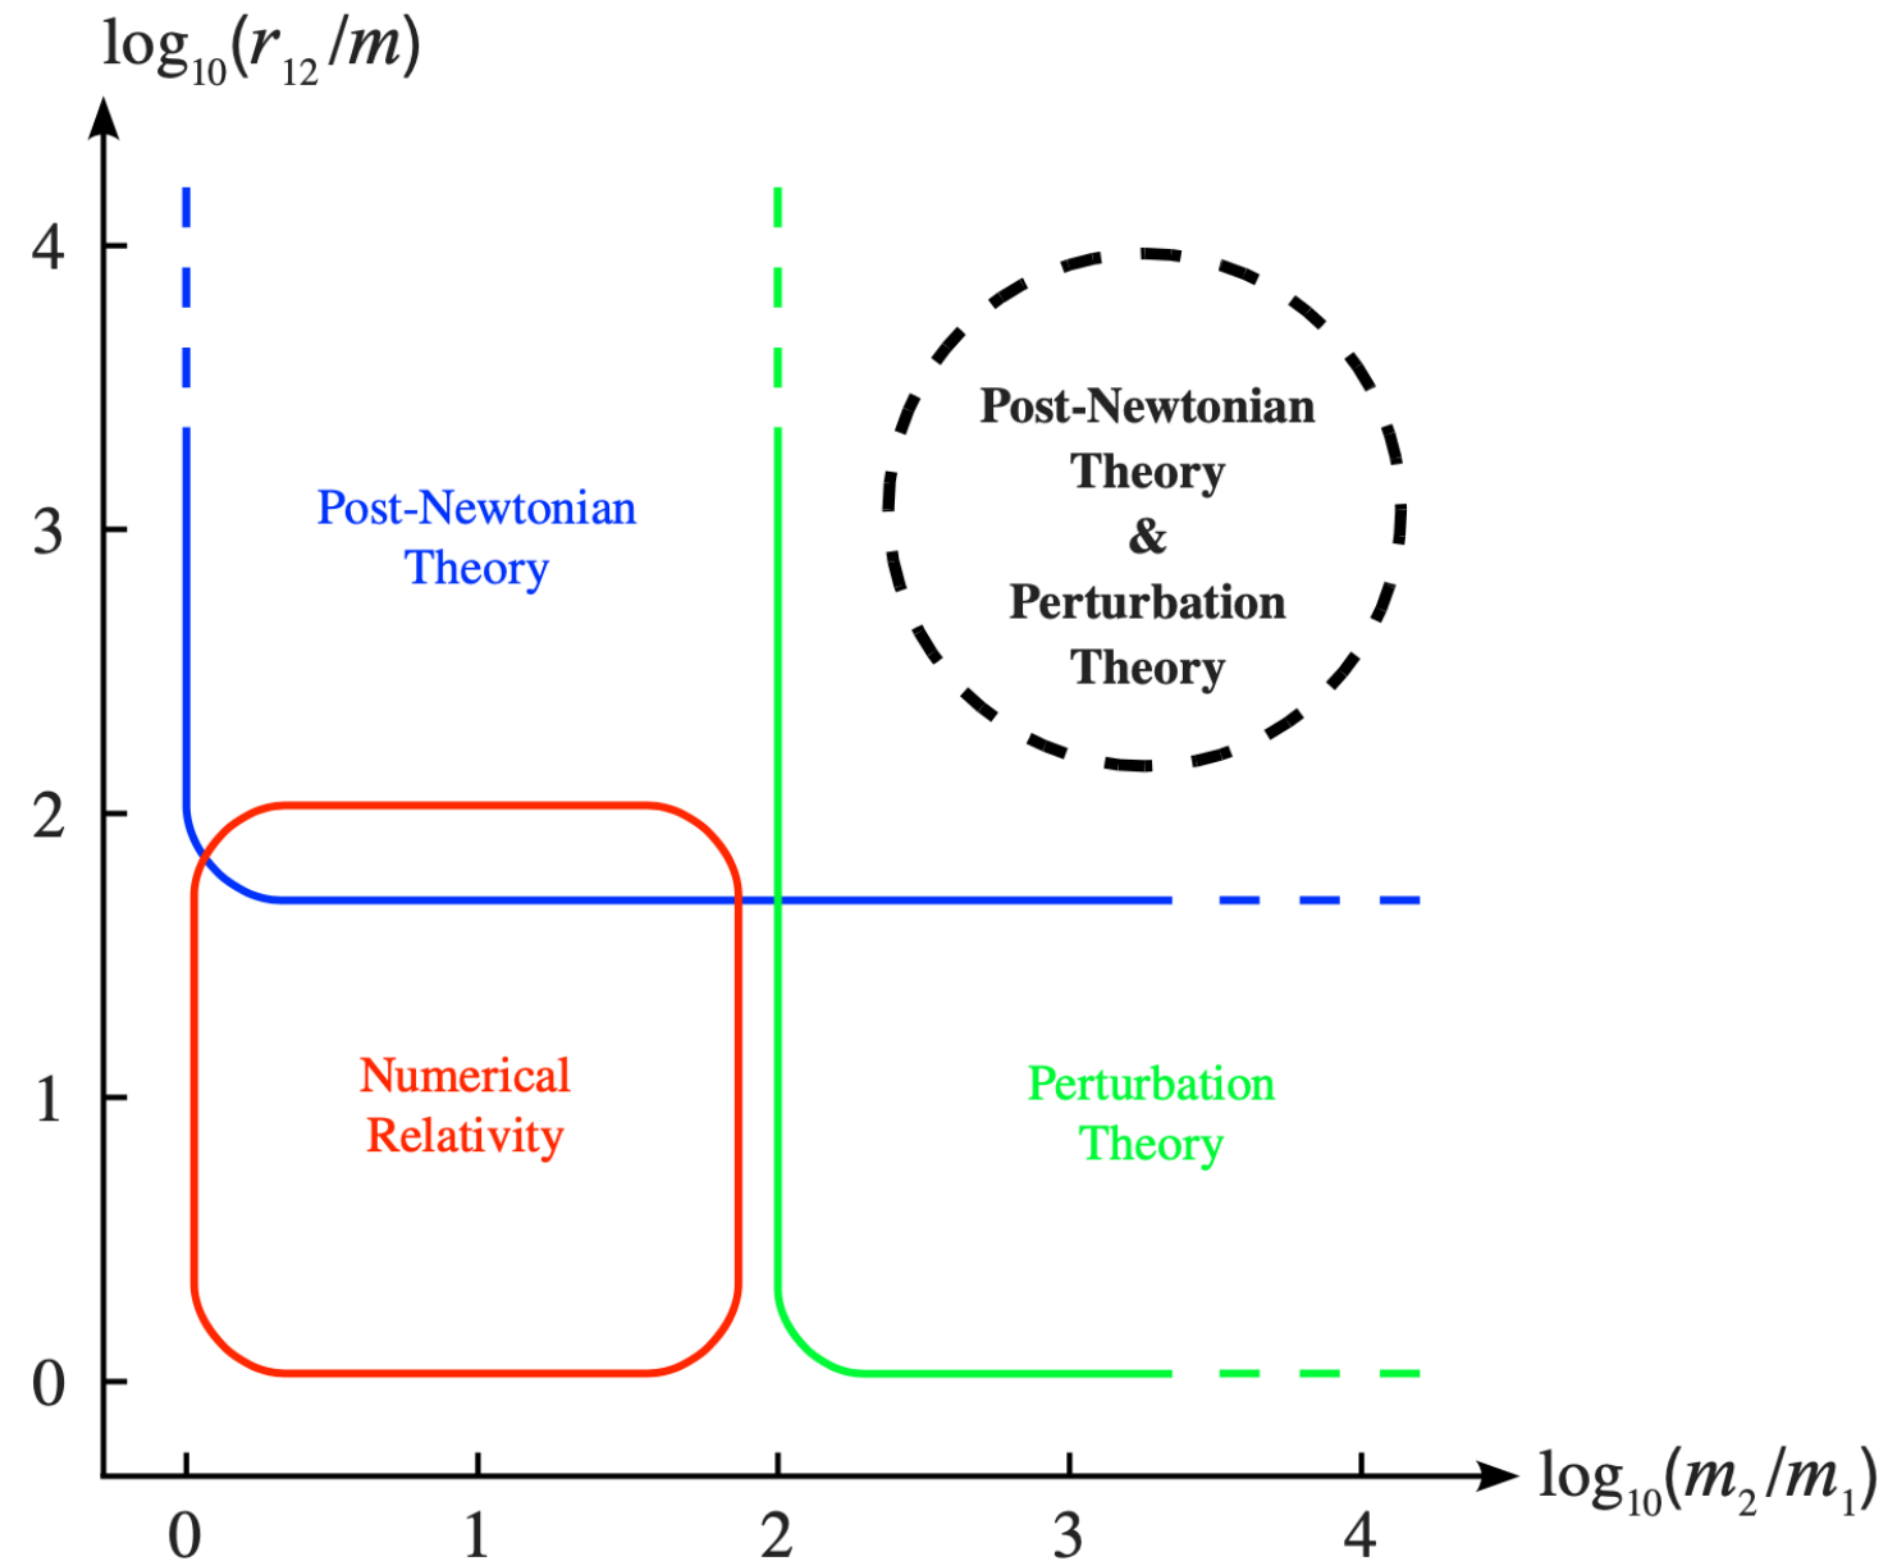 log₁₀(r₁₂/m)
4
3
2
1
0
Post-Newtonian
Theory
Post-Newtonian
Theory
&
Perturbation
Theory
Numerical
Relativity
Perturbation
Theory
0 1 2 3 4
log₁₀(m₂/m₁)